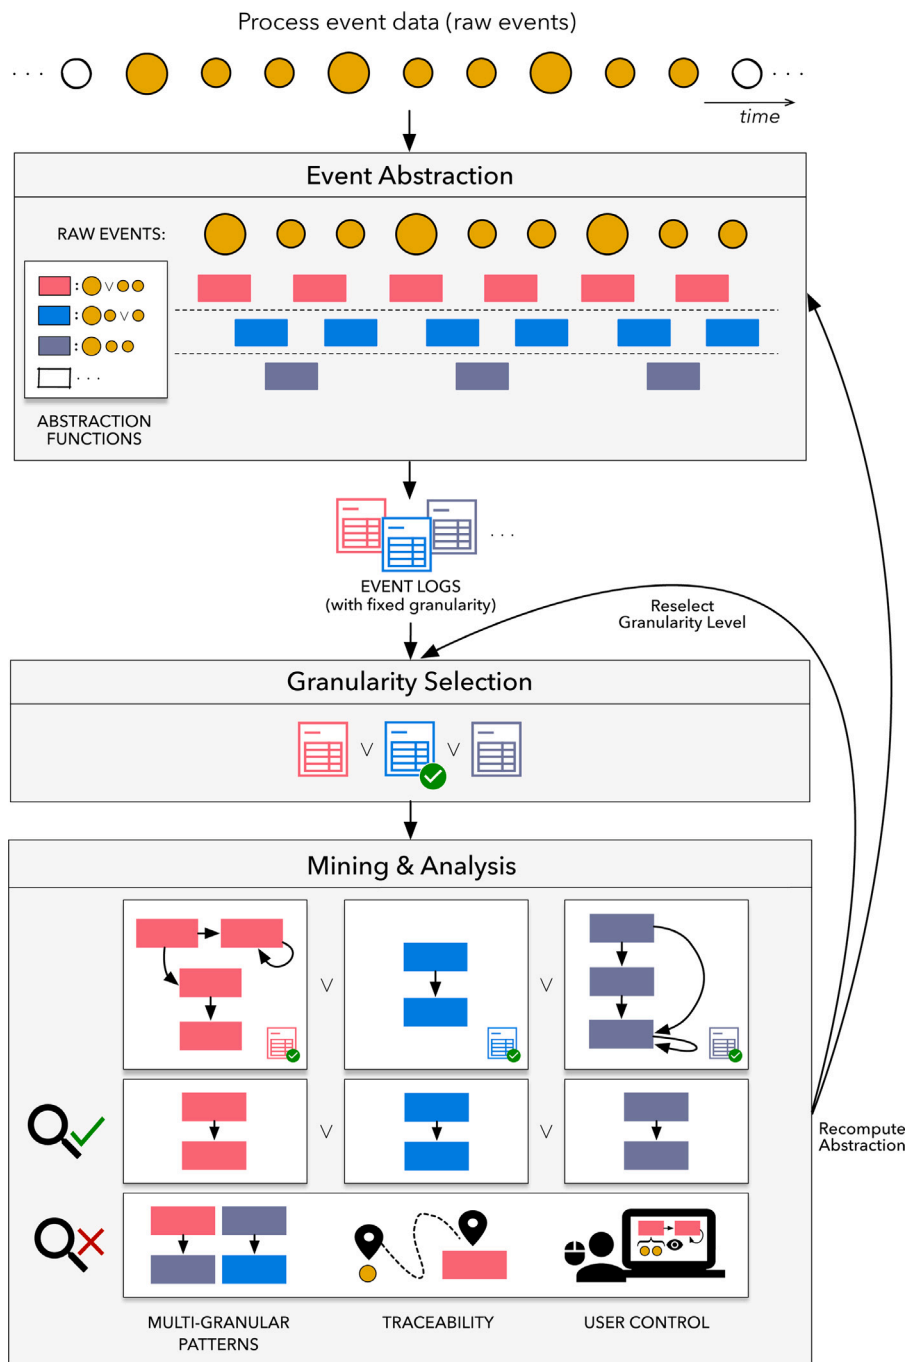 Process event data (raw events)
. . .
. . .
time
Event Abstraction
RAW EVENTS:
: ∨
: ∨
:
. . .
ABSTRACTION
FUNCTIONS
. . .
EVENT LOGS
(with fixed granularity)
Reselect
Granularity Level
Granularity Selection
∨ ∨
Mining & Analysis
∨ ∨
∨ ∨
Recompute
Abstraction
MULTI-GRANULAR
PATTERNS
TRACEABILITY
USER CONTROL